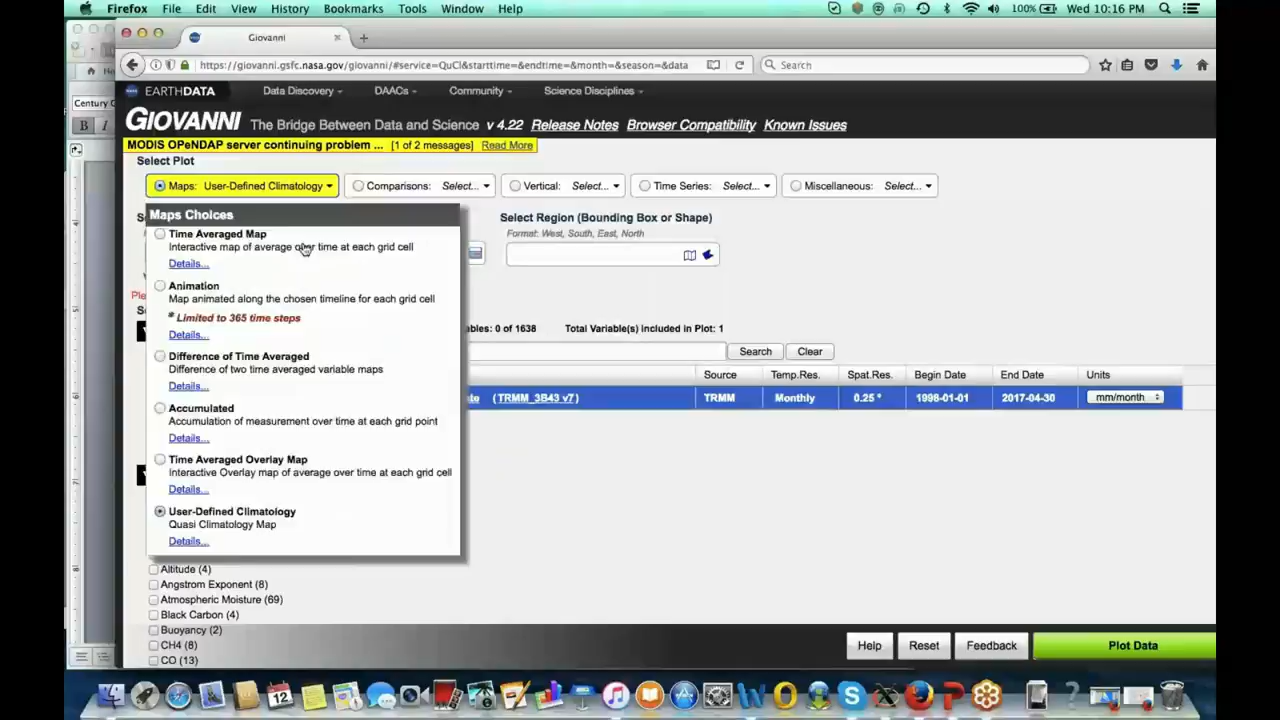 Firefox File Edit View History Bookmarks Tools Window Help 100% Wed 10:16 PM
Giovanni
https://giovanni.gsfc.nasa.gov/giovanni/#service=QuCl&starttime=&endtime=&month=&season=&data Search
EARTHDATA Data Discovery DAACs Community Science Disciplines
Century
GIOVANNI The Bridge Between Data and Science v 4.22 Release Notes Browser Compatibility Known Issues
B I
MODIS OPeNDAP server continuing problem ... [1 of 2 messages] Read More
Select Plot
Maps: User-Defined Climatology Comparisons: Select... Vertical: Select... Time Series: Select... Miscellaneous: Select...
Maps Choices
Select Region (Bounding Box or Shape)
Format: West, South, East, North
Time Averaged Map
Interactive map of average over time at each grid cell
Details...
Animation
Map animated along the chosen timeline for each grid cell
* Limited to 365 time steps
Details...
bles: 0 of 1638 Total Variable(s) included in Plot: 1
Difference of Time Averaged
Difference of two time averaged variable maps
Details...
Search Clear
Source Temp.Res. Spat.Res. Begin Date End Date Units
(TRMM_3B43 v7) TRMM Monthly 0.25 ° 1998-01-01 2017-04-30 mm/month
Accumulated
Accumulation of measurement over time at each grid point
Details...
Time Averaged Overlay Map
Interactive Overlay map of average over time at each grid cell
Details...
User-Defined Climatology
Quasi Climatology Map
Details...
Altitude (4)
Angstrom Exponent (8)
Atmospheric Moisture (69)
Black Carbon (4)
Buoyancy (2)
CH4 (8)
CO (13)
Help Reset Feedback Plot Data